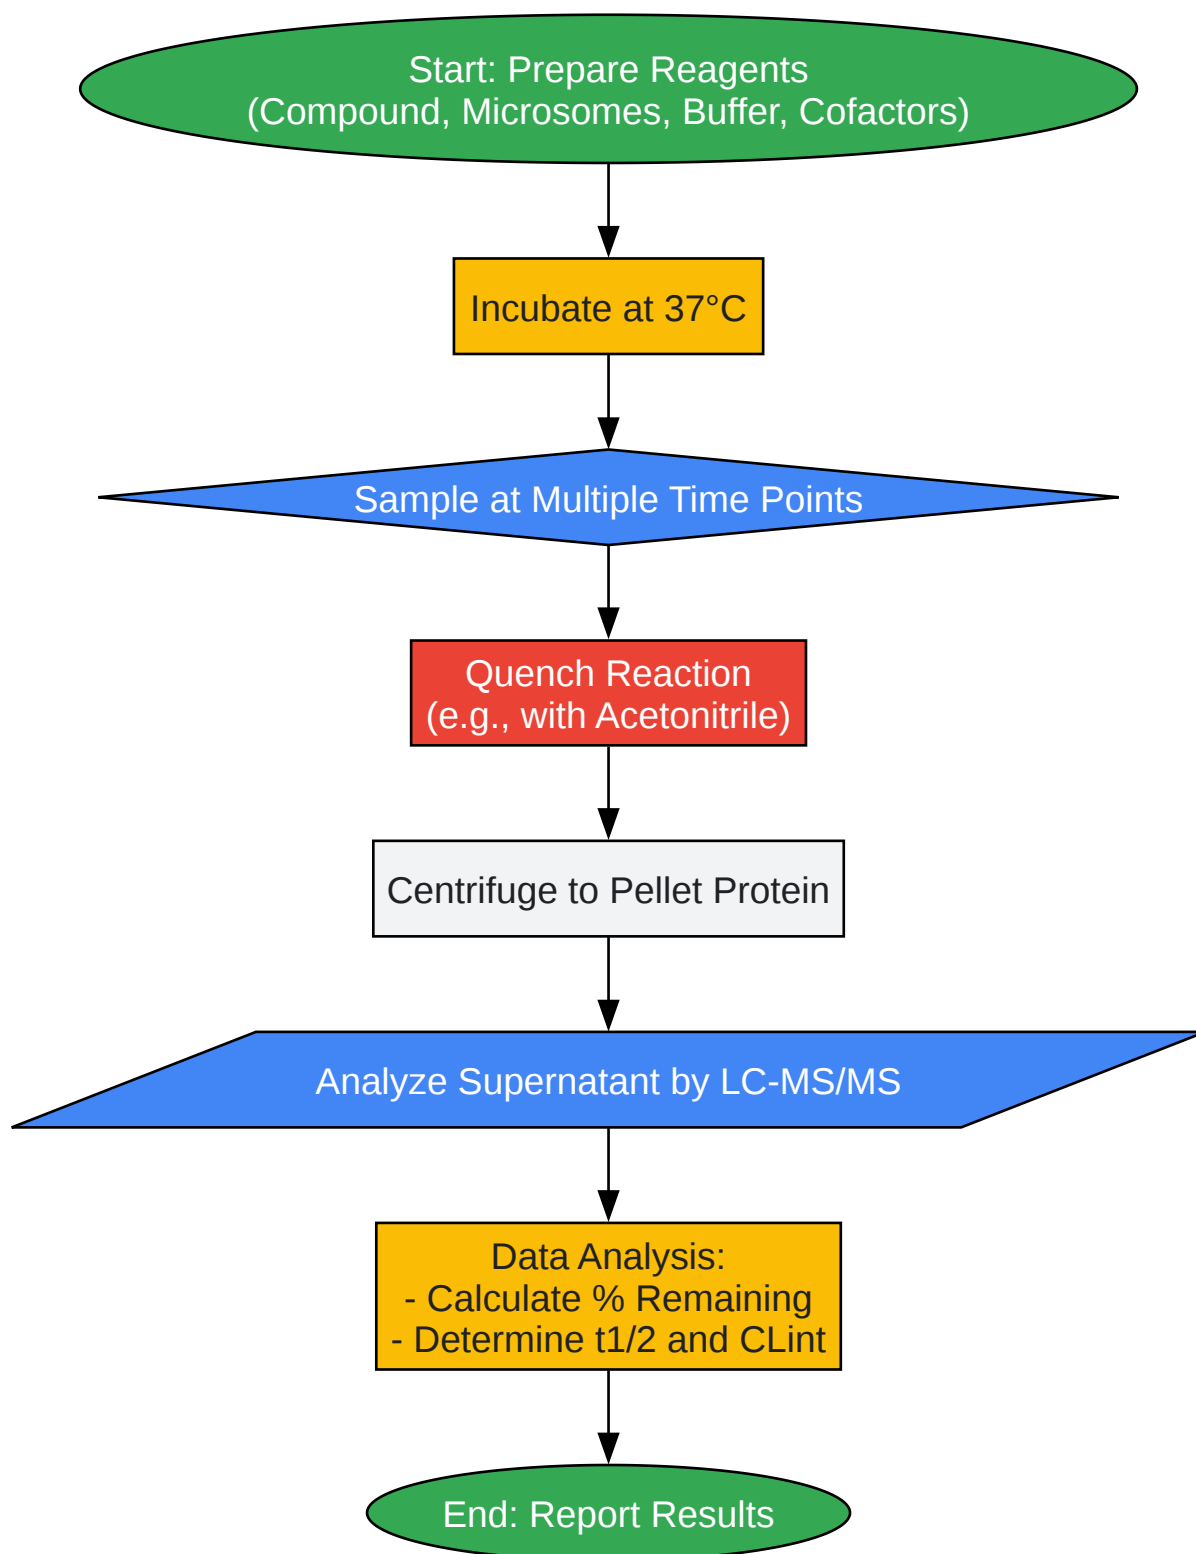 Start: Prepare Reagents
(Compound, Microsomes, Buffer, Cofactors)
Incubate at 37°C
Sample at Multiple Time Points
Quench Reaction
(e.g., with Acetonitrile)
Centrifuge to Pellet Protein
Analyze Supernatant by LC-MS/MS
Data Analysis:
- Calculate % Remaining
- Determine t1/2 and CLint
End: Report Results